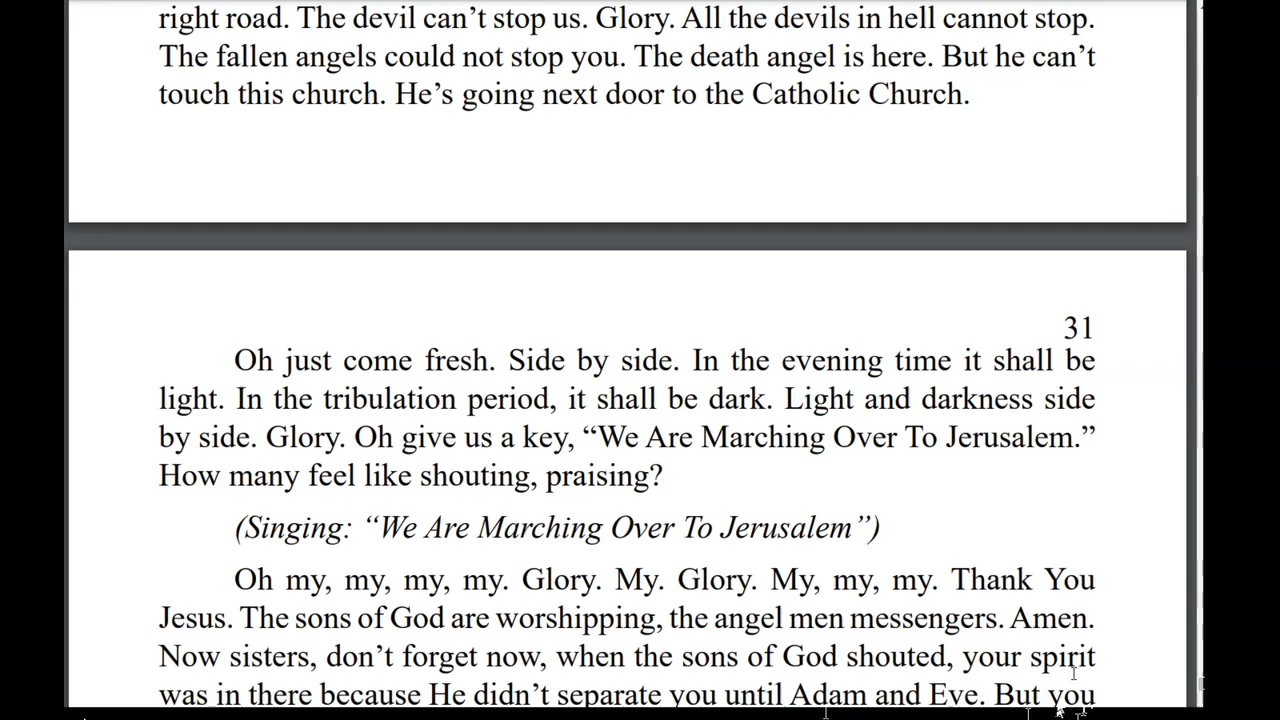 right road. The devil can’t stop us. Glory. All the devils in hell cannot stop.
The fallen angels could not stop you. The death angel is here. But he can’t
touch this church. He’s going next door to the Catholic Church.
31
Oh just come fresh. Side by side. In the evening time it shall be
light. In the tribulation period, it shall be dark. Light and darkness side
by side. Glory. Oh give us a key, “We Are Marching Over To Jerusalem.”
How many feel like shouting, praising?
(Singing: “We Are Marching Over To Jerusalem”)
Oh my, my, my, my. Glory. My. Glory. My, my, my. Thank You
Jesus. The sons of God are worshipping, the angel men messengers. Amen.
Now sisters, don’t forget now, when the sons of God shouted, your spirit
was in there because He didn’t separate you until Adam and Eve. But you